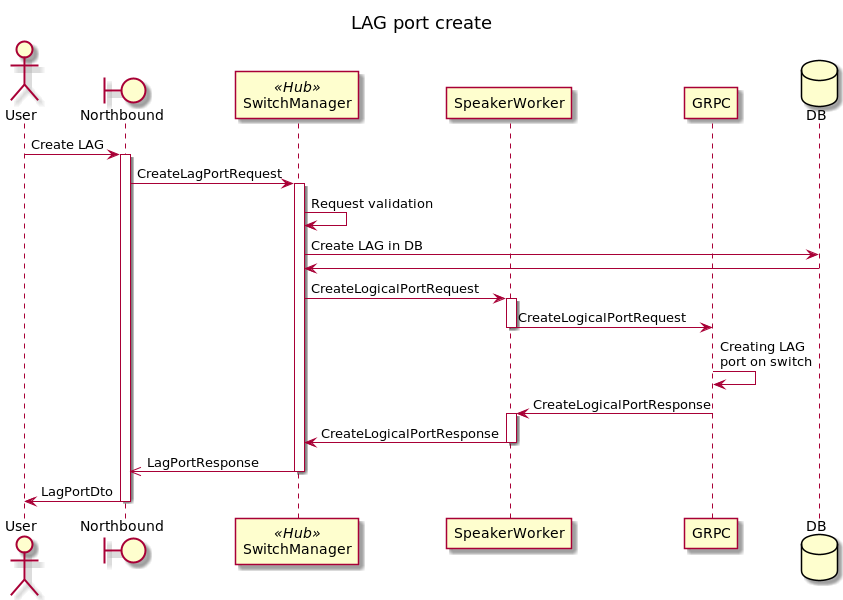 LAG port create
User
Northbound
«Hub»
SwitchManager
SpeakerWorker
GRPC
DB
Create LAG
CreateLagPortRequest
Request validation
Create LAG in DB
CreateLogicalPortRequest
CreateLogicalPortRequest
Creating LAG
port on switch
CreateLogicalPortResponse
CreateLogicalPortResponse
LagPortResponse
LagPortDto
User
Northbound
«Hub»
SwitchManager
SpeakerWorker
GRPC
DB